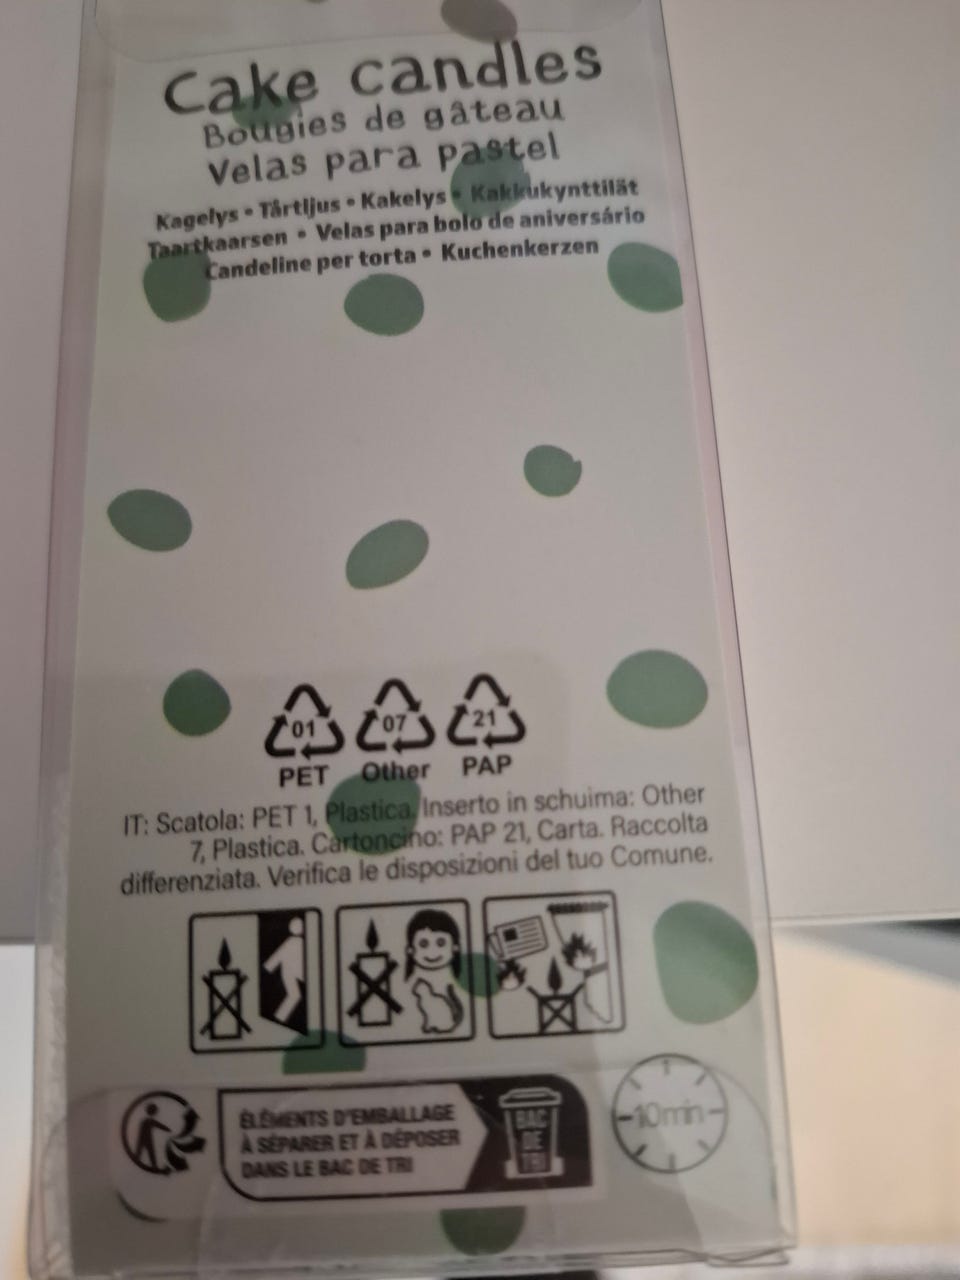 Cake candles
Bougies de gâteau
Velas para pastel
Kagelys • Tårtljus • Kakelys • Kakkukynttilät
Taartkaarsen • Velas para bolo de aniversário
Candeline per torta • Kuchenkerzen
01 07 21
PET Other PAP
IT: Scatola: PET 1, Plastica. Inserto in schiuma: Other
7, Plastica. Cartoncino: PAP 21, Carta. Raccolta
differenziata. Verifica le disposizioni del tuo Comune.
ÉLÉMENTS D'EMBALLAGE
À SÉPARER ET À DÉPOSER
DANS LE BAC DE TRI
BAC
DE
TRI
10min